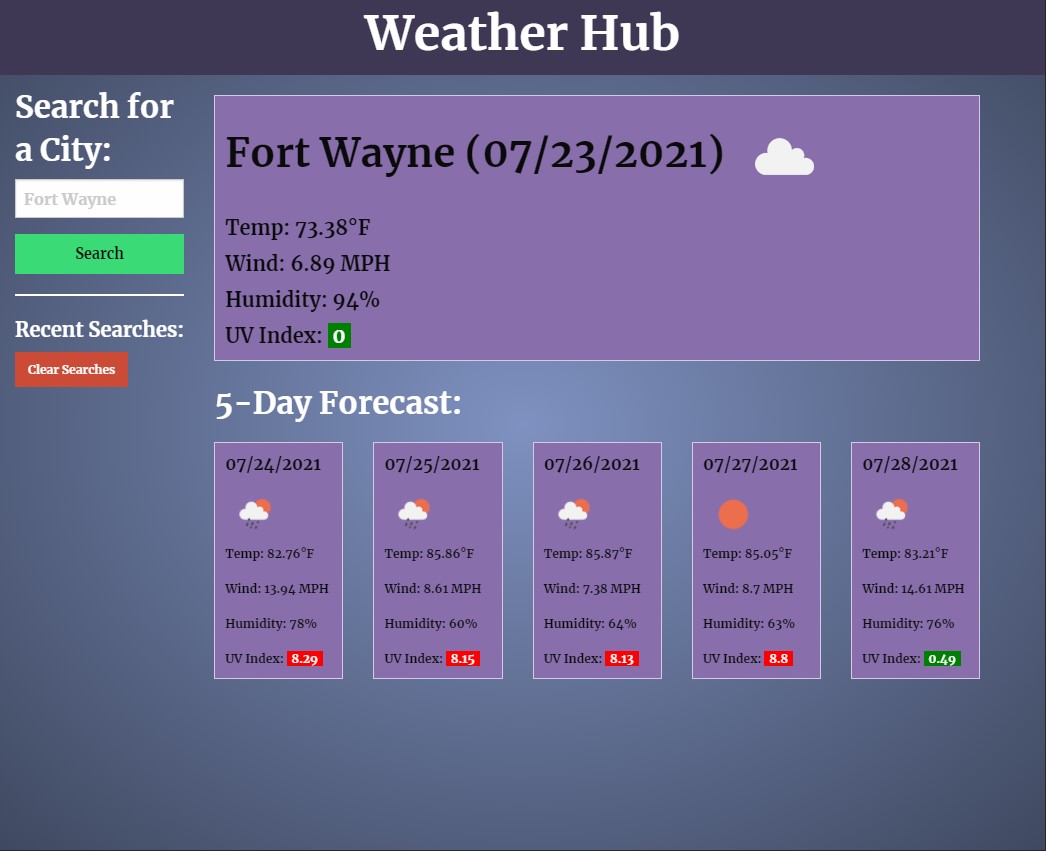 Weather Hub
Search for
a City:
Fort Wayne
Search
Recent Searches:
Clear Searches
Fort Wayne (07/23/2021)
Temp: 73.38°F
Wind: 6.89 MPH
Humidity: 94%
UV Index: 0
5-Day Forecast:
07/24/2021
Temp: 82.76°F
Wind: 13.94 MPH
Humidity: 78%
UV Index: 8.29
07/25/2021
Temp: 85.86°F
Wind: 8.61 MPH
Humidity: 60%
UV Index: 8.15
07/26/2021
Temp: 85.87°F
Wind: 7.38 MPH
Humidity: 64%
UV Index: 8.13
07/27/2021
Temp: 85.05°F
Wind: 8.7 MPH
Humidity: 63%
UV Index: 8.8
07/28/2021
Temp: 83.21°F
Wind: 14.61 MPH
Humidity: 76%
UV Index: 0.49